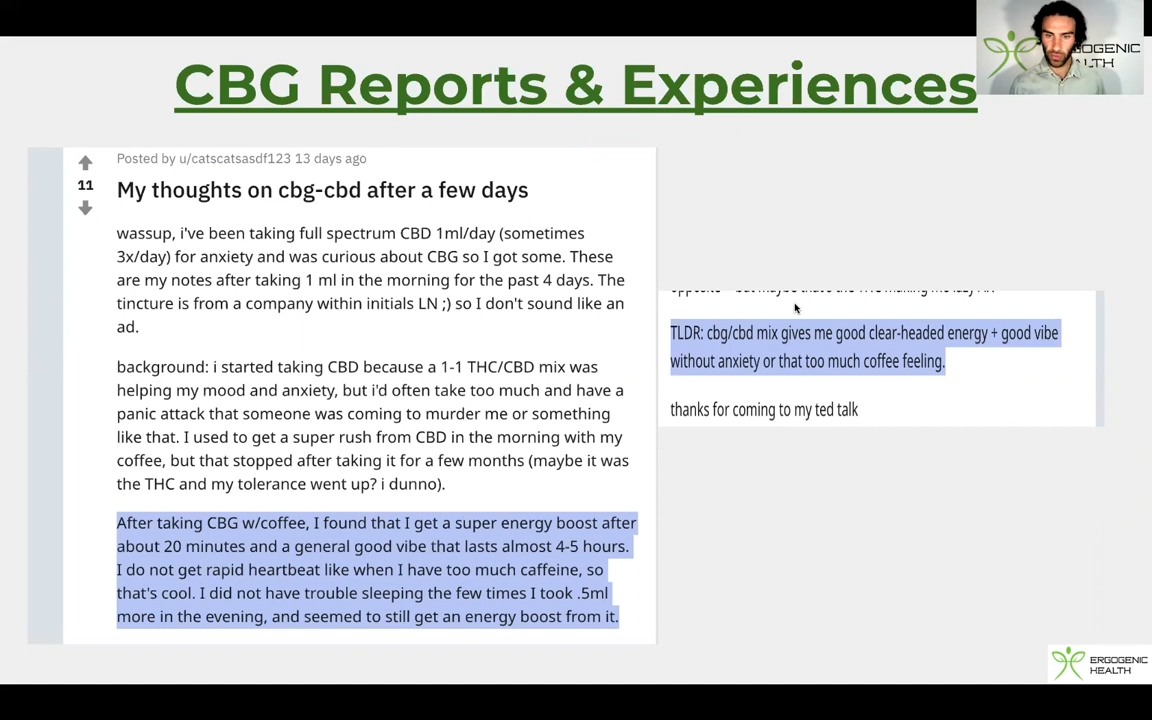 CBG Reports & Experiences
Posted by u/catscatsasdf123 13 days ago
11
My thoughts on cbg-cbd after a few days
wassup, i've been taking full spectrum CBD 1ml/day (sometimes
3x/day) for anxiety and was curious about CBG so I got some. These
are my notes after taking 1 ml in the morning for the past 4 days. The
tincture is from a company within initials LN ;) so I don't sound like an
ad.
background: i started taking CBD because a 1-1 THC/CBD mix was
helping my mood and anxiety, but i'd often take too much and have a
panic attack that someone was coming to murder me or something
like that. I used to get a super rush from CBD in the morning with my
coffee, but that stopped after taking it for a few months (maybe it was
the THC and my tolerance went up? i dunno).
After taking CBG w/coffee, I found that I get a super energy boost after
about 20 minutes and a general good vibe that lasts almost 4-5 hours.
I do not get rapid heartbeat like when I have too much caffeine, so
that's cool. I did not have trouble sleeping the few times I took .5ml
more in the evening, and seemed to still get an energy boost from it.
TLDR: cbg/cbd mix gives me good clear-headed energy + good vibe
without anxiety or that too much coffee feeling.
thanks for coming to my ted talk
ERGOGENIC
HEALTH